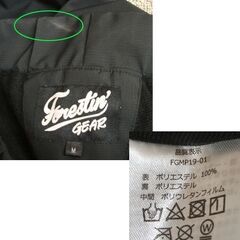 Forestin'
GEAR
M
品質表示
FGMP19-01
表 ポリエステル 100%
裏 ポリエステル
中間 ポリウレタンフィルム